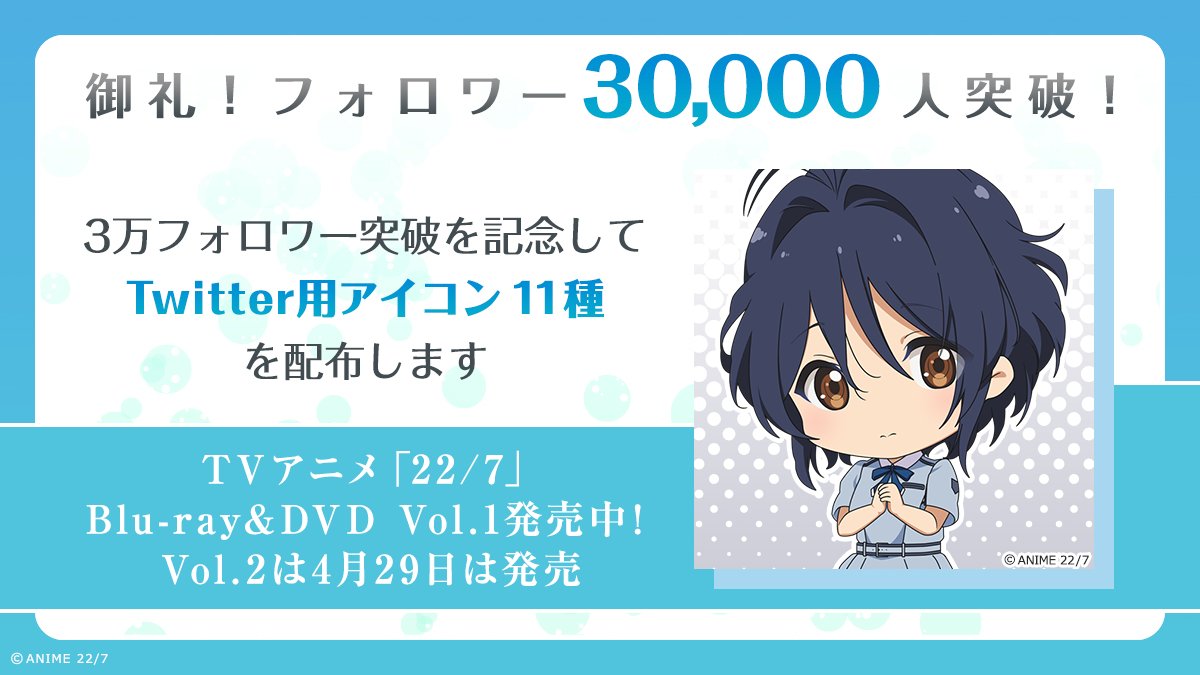 御礼！フォロワー30,000人突破！
3万フォロワー突破を記念して
Twitter用アイコン11種
を配布します
TVアニメ「22/7」
Blu-ray&DVD Vol.1発売中!
Vol.2は4月29日は発売
©ANIME 22/7
©ANIME 22/7